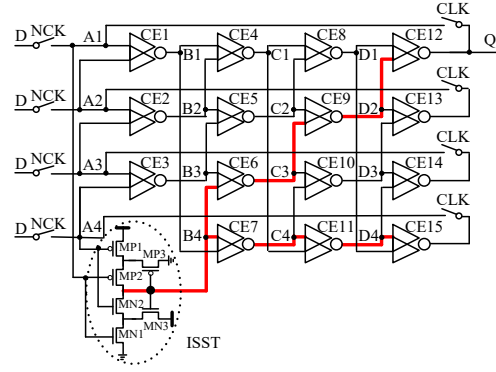 CLK
D NCK A1 CE1 CE4 CE8 CE12
B1 C1 D1 Q
CLK
D NCK A2 CE2 B2 CE5 C2 CE9 D2 CE13
CLK
D NCK A3 CE3 B3 CE6 C3 CE10 D3 CE14
CLK
D NCK A4
MP1 B4 CE7 C4 CE11 D4 CE15
MP3
MP2
MN2
MN3
MN1
ISST